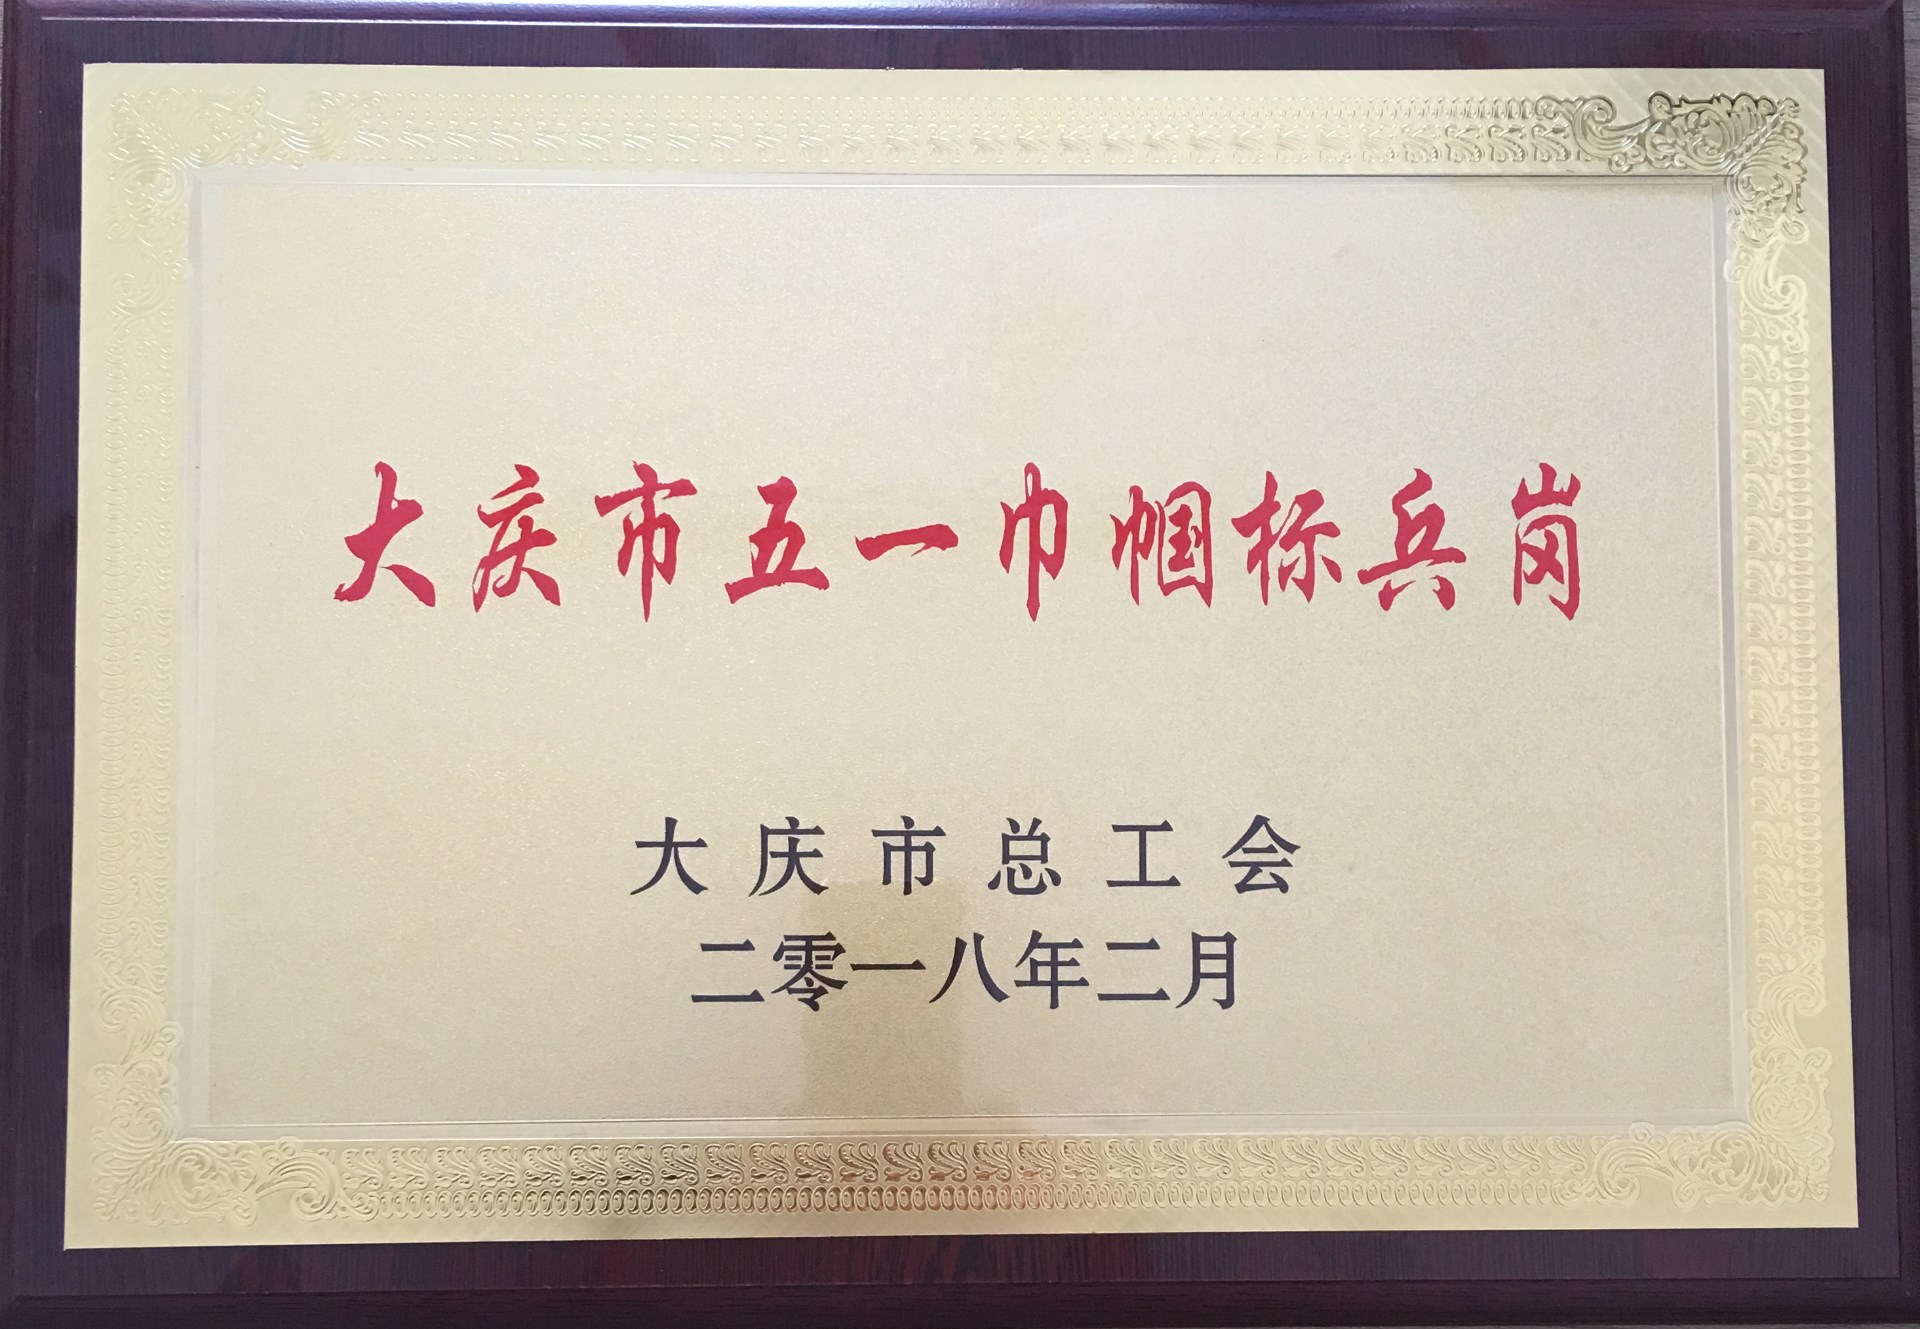 大庆市五一巾帼标兵岗
大庆市总工会
二零一八年二月